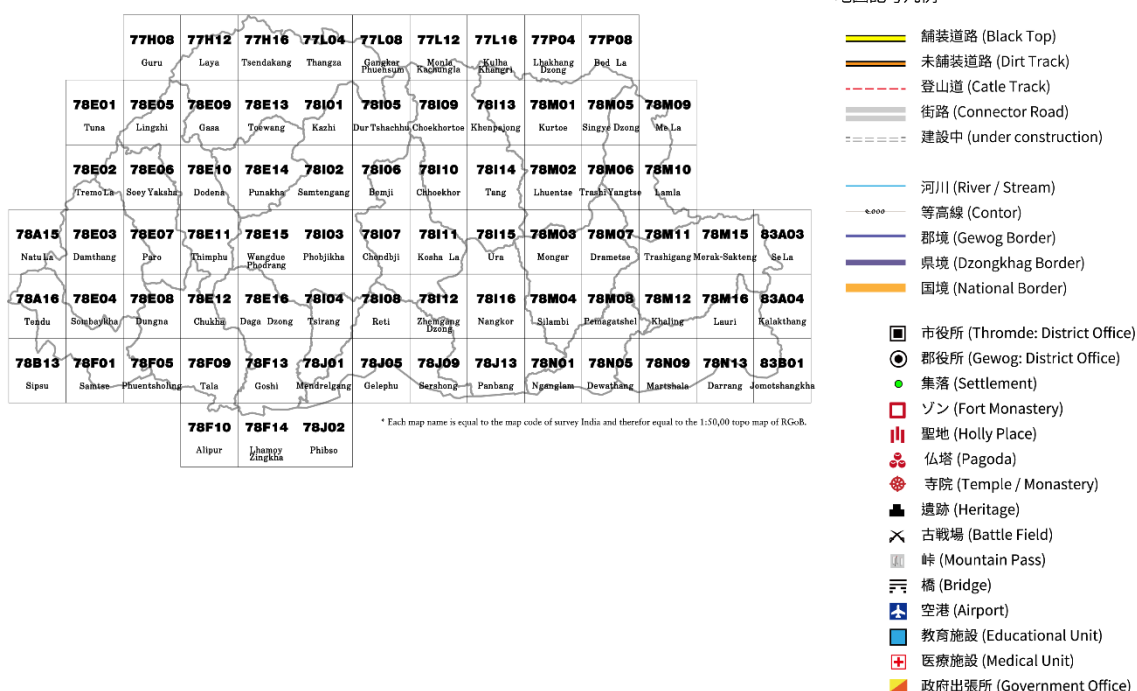 地図記号凡例
77H08 77H12 77H16 77L04 77L08 77L12 77L16 77P04 77P08
Guru Laya Tsendakang Thangza Gangkar Phuensum Monla Kachungla Kulha Khangri Lhakhang Dzong Bod La
78E01 78E05 78E09 78E13 78I01 78I05 78I09 78I13 78M01 78M05 78M09
Tuna Lingzhi Gasa Toewang Kazhi Dur Tshachhu Choekhortoe Khenpajong Kurtoe Singye Dzong Me La
78E02 78E06 78E10 78E14 78I02 78I06 78I10 78I14 78M02 78M06 78M10
Tremo La Soey Yaksha Dodena Punakha Samtengang Bemji Chhoekhor Tang Lhuentse Trashi Yangtse Lamla
78A15 78E03 78E07 78E11 78E15 78I03 78I07 78I11 78I15 78M03 78M07 78M11 78M15 83A03
Natu La Damthang Paro Thimphu Wangdue Phodrang Phobjikha Chendbji Kosha La Ura Mongar Drametse Trashigang Merak-Sakteng Se La
78A16 78E04 78E08 78E12 78E16 78I04 78I08 78I12 78I16 78M04 78M08 78M12 78M16 83A04
Tendu Sombaykha Dungna Chukha Daga Dzong Tsirang Reti Zhemgang Dzong Nangkor Silambi Pemagatshel Khaling Lauri Kalakthang
78B13 78F01 78F05 78F09 78F13 78J01 78J05 78J09 78J13 78N01 78N05 78N09 78N13 83B01
Sipsu Samtse Phuentsholing Tala Goshi Mendrelgang Gelephu Sershong Panbang Nganglam Dewathang Martshala Darrang Jomotshangkha
78F10 78F14 78J02
Alipur Lhamoy Zingkha Phibso
* Each map name is equal to the map code of survey India and therefor equal to the 1:50,00 topo map of RGoB.
舗装道路 (Black Top)
未舗装道路 (Dirt Track)
登山道 (Catle Track)
街路 (Connector Road)
建設中 (under construction)
河川 (River / Stream)
等高線 (Contor)
郡境 (Gewog Border)
県境 (Dzongkhag Border)
国境 (National Border)
市役所 (Thromde: District Office)
郡役所 (Gewog: District Office)
集落 (Settlement)
ゾン (Fort Monastery)
聖地 (Holly Place)
仏塔 (Pagoda)
寺院 (Temple / Monastery)
遺跡 (Heritage)
古戦場 (Battle Field)
峠 (Mountain Pass)
橋 (Bridge)
空港 (Airport)
教育施設 (Educational Unit)
医療施設 (Medical Unit)
政府出張所 (Government Office)